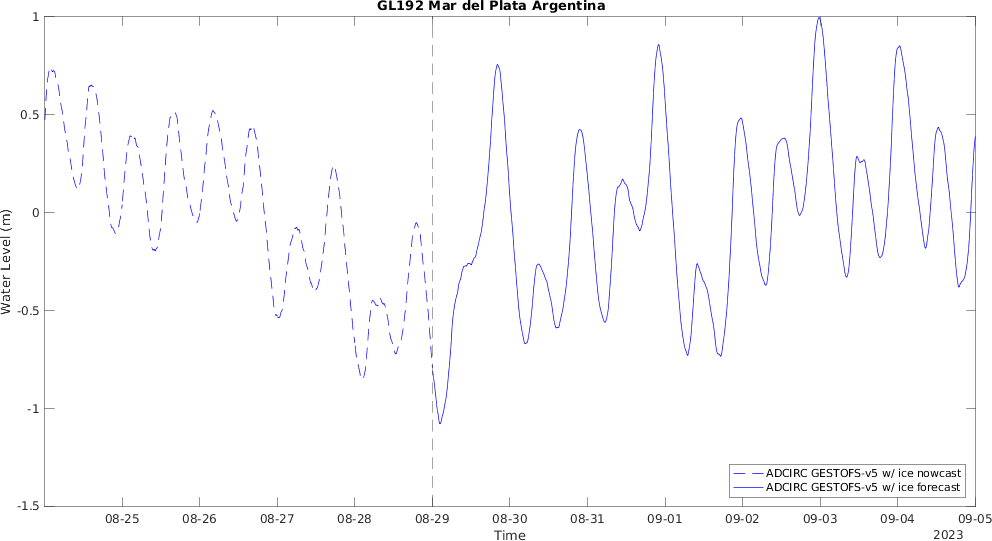 GL192 Mar del Plata Argentina
1
0.5
0
-0.5
-1
-1.5
Water Level (m)
ADCIRC GESTOFS-v5 w/ ice nowcast
ADCIRC GESTOFS-v5 w/ ice forecast
08-25 08-26 08-27 08-28 08-29 08-30 08-31 09-01 09-02 09-03 09-04 09-05
Time
2023